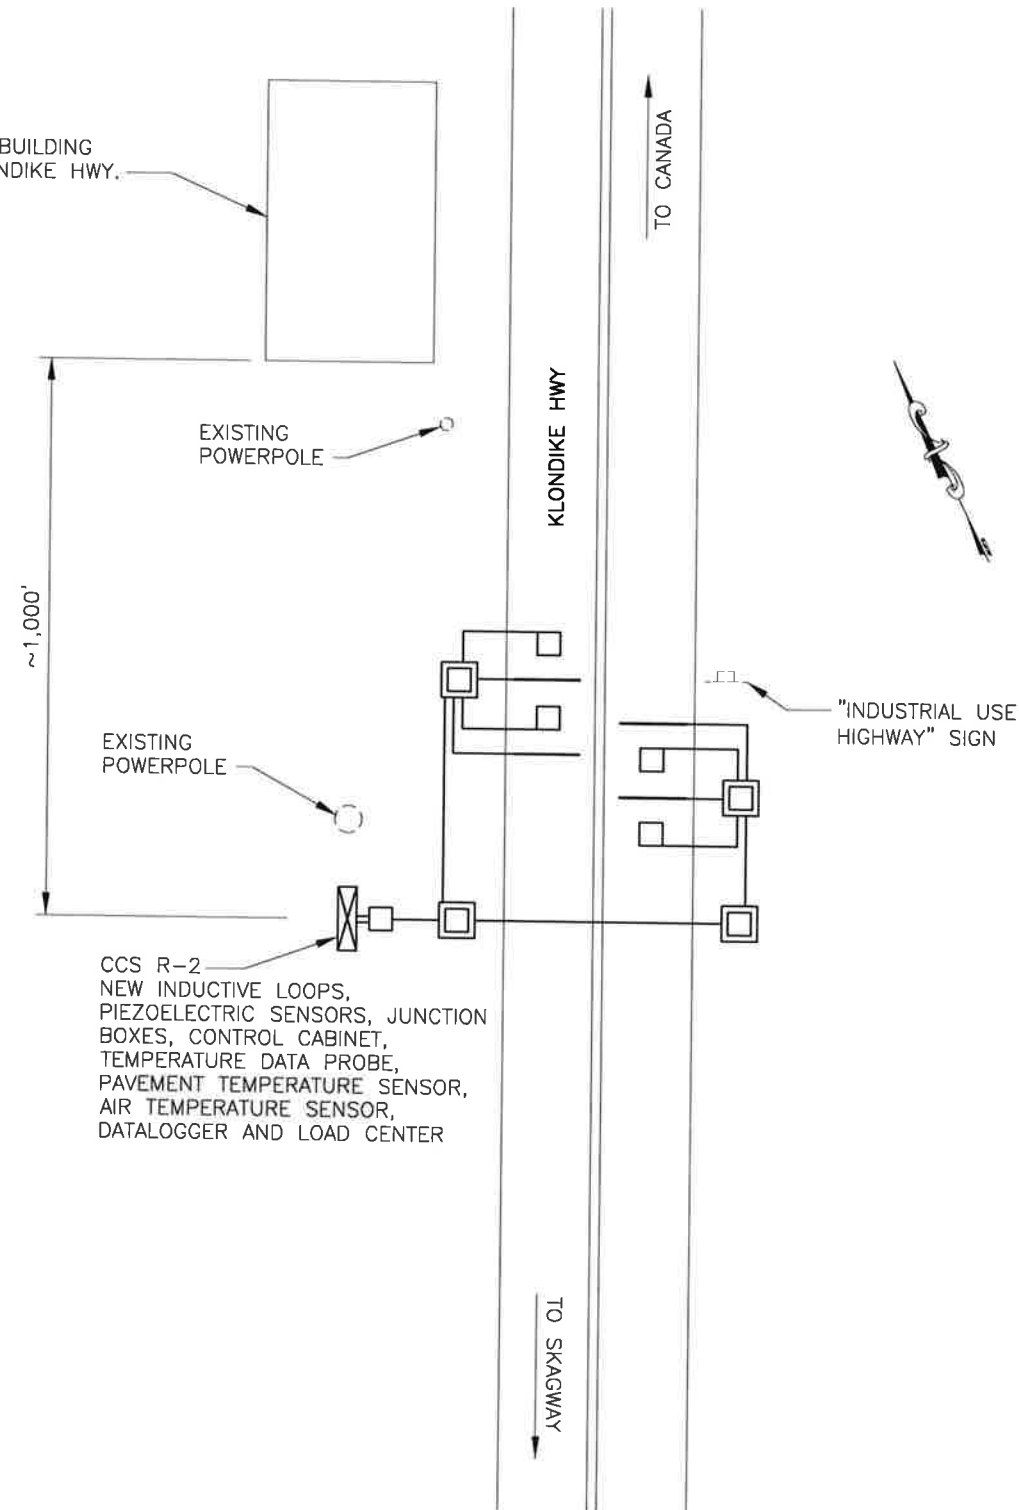 BUILDING
NDIKE HWY.
TO CANADA
EXISTING
POWERPOLE
KLONDIKE HWY
~1,000'
"INDUSTRIAL USE
HIGHWAY" SIGN
EXISTING
POWERPOLE
CCS R-2
NEW INDUCTIVE LOOPS,
PIEZOELECTRIC SENSORS, JUNCTION
BOXES, CONTROL CABINET,
TEMPERATURE DATA PROBE,
PAVEMENT TEMPERATURE SENSOR,
AIR TEMPERATURE SENSOR,
DATALOGGER AND LOAD CENTER
TO SKAGWAY